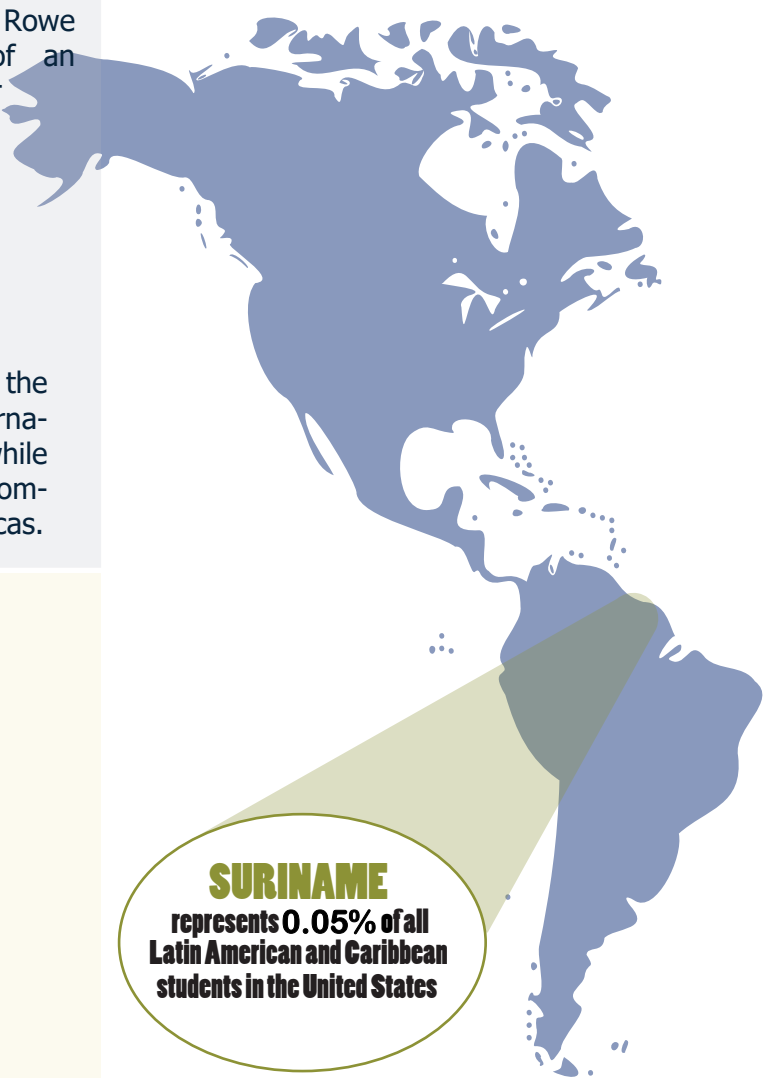 Rowe
of an
the
rna-
while
om-
cas.
SURINAME
represents 0.05% of all
Latin American and Caribbean
students in the United States